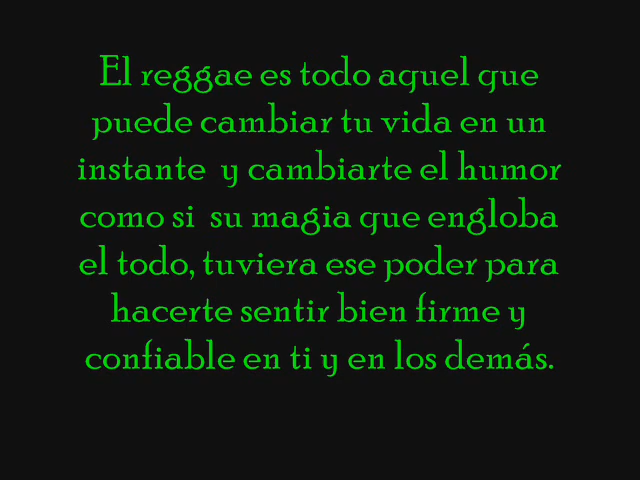 El reggae es todo aquel que
puede cambiar tu vida en un
instante  y cambiarte el humor
como si  su magia que engloba
el todo, tuviera ese poder para
hacerte sentir bien firme y
confiable en ti y en los demás.